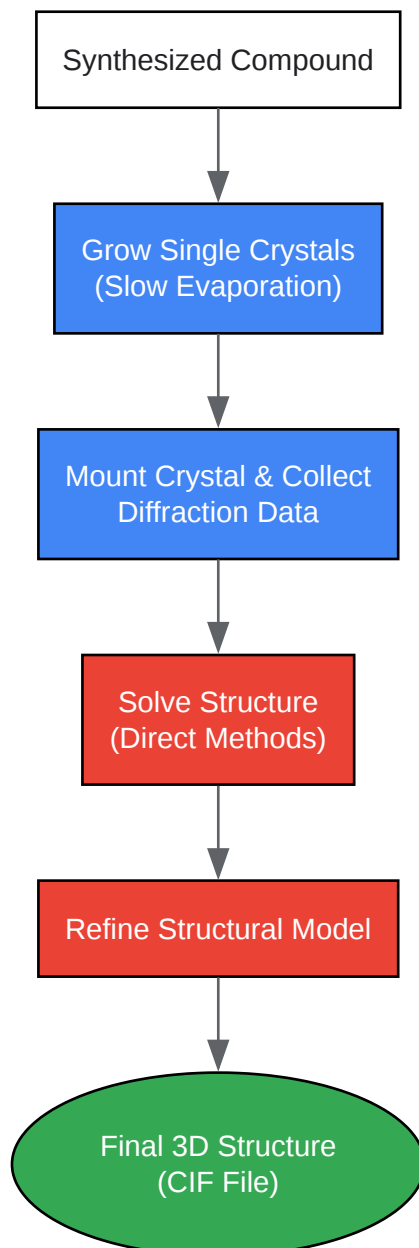 Synthesized Compound
Grow Single Crystals
(Slow Evaporation)
Mount Crystal & Collect
Diffraction Data
Solve Structure
(Direct Methods)
Refine Structural Model
Final 3D Structure
(CIF File)